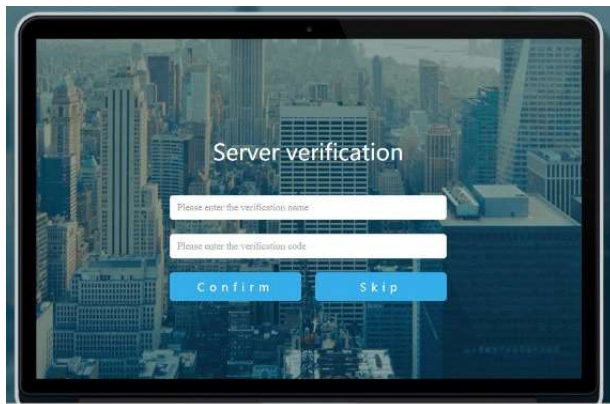 Server verification
Please enter the verification name
Please enter the verification code
Confirm
Skip